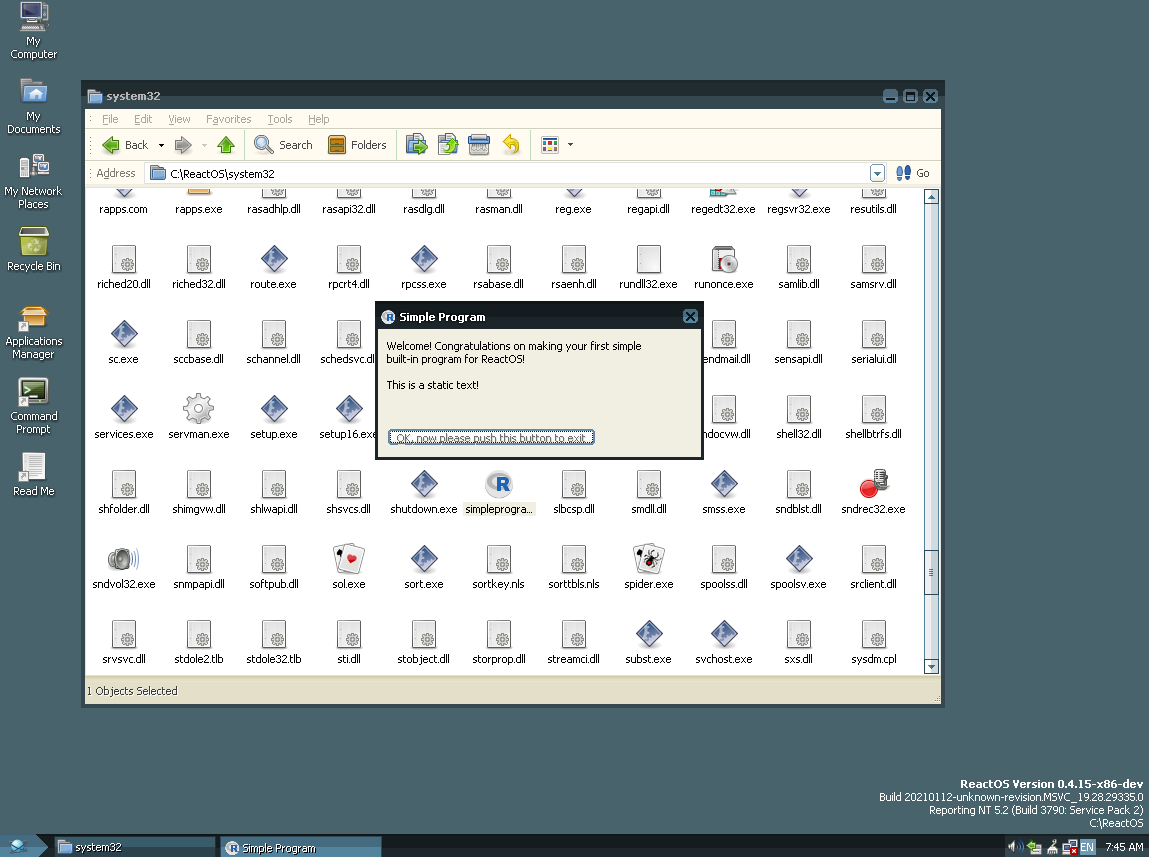 My
Computer
My
Documents
My Network
Places
Recycle Bin
Applications
Manager
Command
Prompt
Read Me
system32
File Edit View Favorites Tools Help
Back Search Folders
Address C:\ReactOS\system32 Go
rapps.com rapps.exe rasadhlp.dll rasapi32.dll rasdlg.dll rasman.dll reg.exe regapi.dll regedt32.exe regsvr32.exe resutils.dll
riched20.dll riched32.dll route.exe rpcrt4.dll rpcss.exe rsabase.dll rsaenh.dll rundll32.exe runonce.exe samlib.dll samsrv.dll
sc.exe sccbase.dll schannel.dll schedsvc.dll endmail.dll sensapi.dll serialui.dll
services.exe servman.exe setup.exe setup16.exe docvw.dll shell32.dll shellbtrfs.dll
Simple Program
Welcome! Congratulations on making your first simple
built-in program for ReactOS!
This is a static text!
OK, now please push this button to exit
shfolder.dll shimgvw.dll shlwapi.dll shsvcs.dll shutdown.exe simpleprogra... slbcsp.dll smdll.dll smss.exe sndblst.dll sndrec32.exe
sndvol32.exe snmpapi.dll softpub.dll sol.exe sort.exe sortkey.nls sorttbls.nls spider.exe spoolss.dll spoolsv.exe srclient.dll
srvsvc.dll stdole2.tlb stdole32.tlb sti.dll stobject.dll storprop.dll streamci.dll subst.exe svchost.exe sxs.dll sysdm.cpl
1 Objects Selected
ReactOS Version 0.4.15-x86-dev
Build 20210112-unknown-revision.MSVC_19.28.29335.0
Reporting NT 5.2 (Build 3790: Service Pack 2)
C:\ReactOS
system32 Simple Program EN 7:45 AM